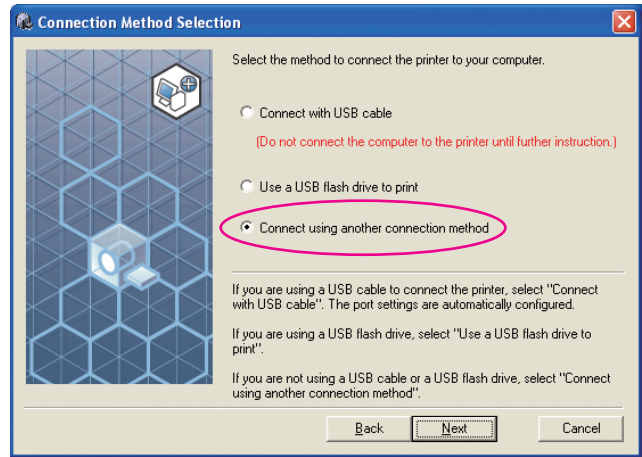 Connection Method Selection
Select the method to connect the printer to your computer.
Connect with USB cable
(Do not connect the computer to the printer until further instruction.)
Use a USB flash drive to print
Connect using another connection method
If you are using a USB cable to connect the printer, select "Connect
with USB cable". The port settings are automatically configured.
If you are using a USB flash drive, select "Use a USB flash drive to
print".
If you are not using a USB cable or a USB flash drive, select "Connect
using another connection method".
Back Next Cancel